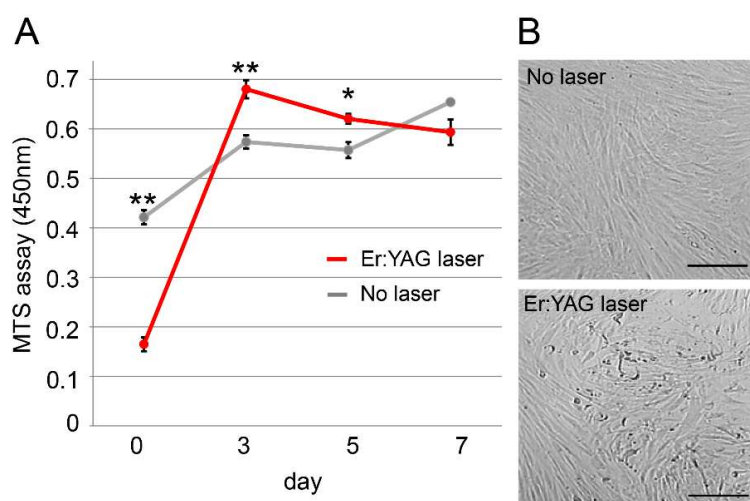 A
B
MTS assay (450nm)
0.7
0.6
0.5
0.4
0.3
0.2
0.1
0
**
**
*
Er:YAG laser
No laser
0 3 5 7
day
No laser
Er:YAG laser